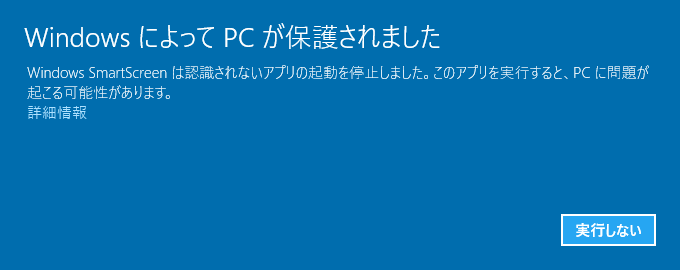 Windows によって PC が保護されました
Windows SmartScreen は認識されないアプリの起動を停止しました。このアプリを実行すると、PC に問題が
起こる可能性があります。
詳細情報
実行しない